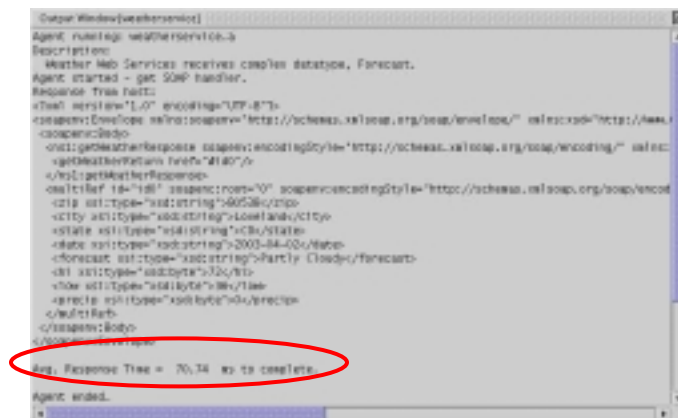 Output Window[weatherservice]
Agent running: weatherservice.a
Description:
Weather Web Services receives complex datatype, Forecast.
Agent started - get SOAP handler.
Response from host:
<?xml version="1.0" encoding="UTF-8"?>
<soapenv:Envelope xmlns:soapenv="http://schemas.xmlsoap.org/soap/envelope/" xmlns:xsd="http://www.
<soapenv:Body>
<ns1:getWeatherResponse soapenv:encodingStyle="http://schemas.xmlsoap.org/soap/encoding/" xmlns:
<getWeatherReturn href="#id0"/>
</ns1:getWeatherResponse>
<multiRef id="id0" soapenc:root="0" soapenv:encodingStyle="http://schemas.xmlsoap.org/soap/encod
<zip xsi:type="xsd:string">80538</zip>
<city xsi:type="xsd:string">Loveland</city>
<state xsi:type="xsd:string">CO</state>
<date xsi:type="xsd:string">2003-04-02</date>
<forecast xsi:type="xsd:string">Partly Cloudy</forecast>
<hi xsi:type="xsd:byte">72</hi>
<low xsi:type="xsd:byte">36</low>
<precip xsi:type="xsd:byte">0</precip>
</multiRef>
</soapenv:Body>
</soapenv:Envelope>
Avg. Response Time = 70.74 ms to complete.
Agent ended.